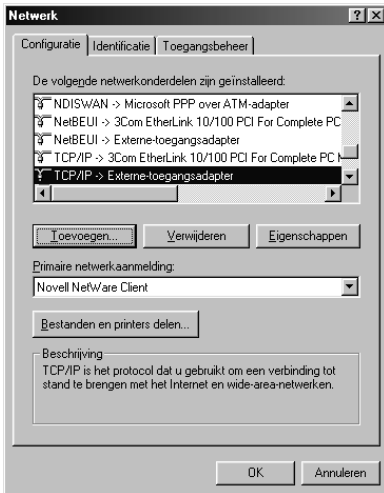 Netwerk
Configuratie Identificatie Toegangsbeheer
De volgende netwerkonderdelen zijn geïnstalleerd:
NDISWAN -> Microsoft PPP over ATM-adapter
NetBEUI -> 3Com EtherLink 10/100 PCI For Complete PC
NetBEUI -> Externe-toegangsadapter
TCP/IP -> 3Com EtherLink 10/100 PCI For Complete PC
TCP/IP -> Externe-toegangsadapter
Toevoegen... Verwijderen Eigenschappen
Primaire netwerkaanmelding:
Novell NetWare Client
Bestanden en printers delen...
Beschrijving
TCP/IP is het protocol dat u gebruikt om een verbinding tot
stand te brengen met het Internet en wide-area-netwerken.
OK Annuleren